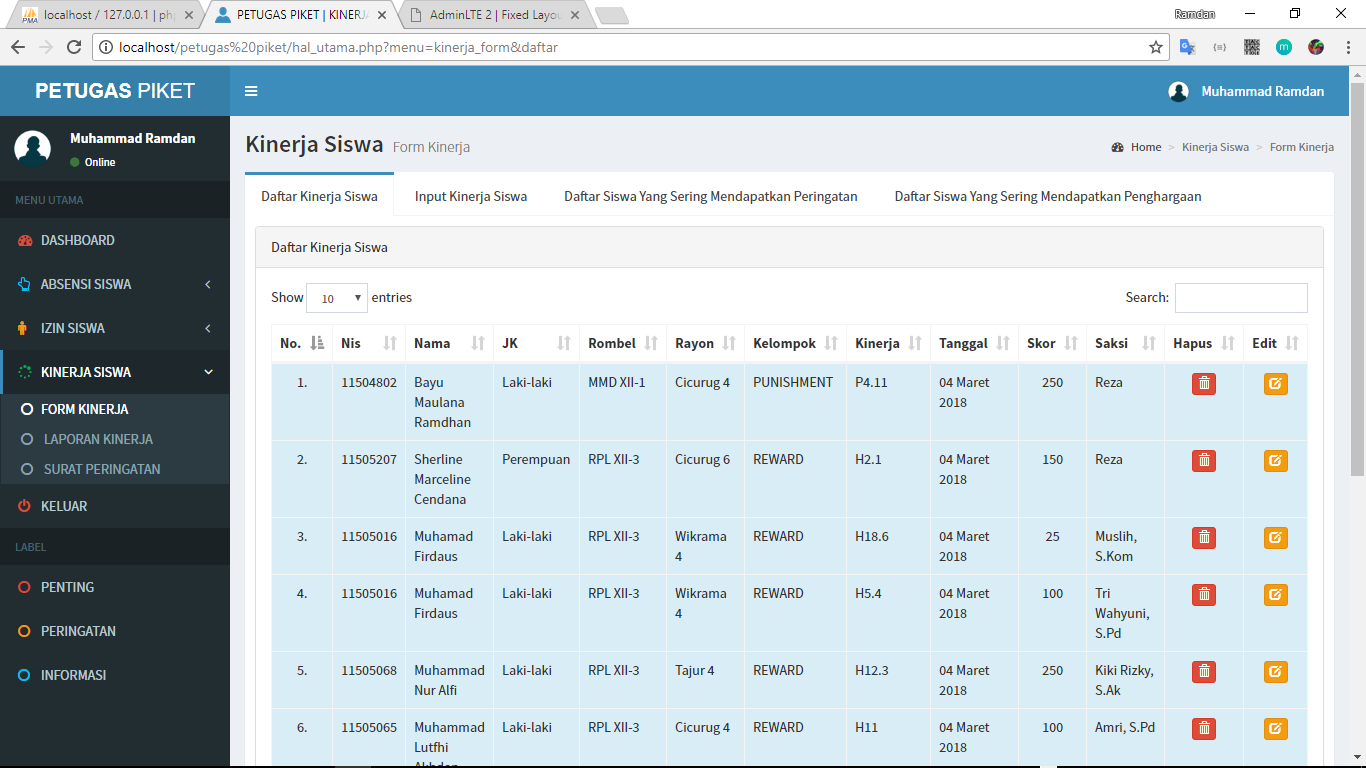 localhost / 127.0.0.1 | ph
PETUGAS PIKET | KINERJ
AdminLTE 2 | Fixed Layou
Ramdan
localhost/petugas%20piket/hal_utama.php?menu=kinerja_form&daftar
PETUGAS PIKET
Muhammad Ramdan
Muhammad Ramdan
Online
MENU UTAMA
DASHBOARD
ABSENSI SISWA
IZIN SISWA
KINERJA SISWA
FORM KINERJA
LAPORAN KINERJA
SURAT PERINGATAN
KELUAR
LABEL
PENTING
PERINGATAN
INFORMASI
Kinerja Siswa Form Kinerja
Home > Kinerja Siswa > Form Kinerja
Daftar Kinerja Siswa Input Kinerja Siswa Daftar Siswa Yang Sering Mendapatkan Peringatan Daftar Siswa Yang Sering Mendapatkan Penghargaan
Daftar Kinerja Siswa
Show 10 entries Search:
No. Nis Nama JK Rombel Rayon Kelompok Kinerja Tanggal Skor Saksi Hapus Edit
1. 11504802 Bayu Laki-laki MMD XII-1 Cicurug 4 PUNISHMENT P4.11 04 Maret 250 Reza
Maulana 2018
Ramdhan
2. 11505207 Sherline Perempuan RPL XII-3 Cicurug 6 REWARD H2.1 04 Maret 150 Reza
Marceline 2018
Cendana
3. 11505016 Muhamad Laki-laki RPL XII-3 Wikrama REWARD H18.6 04 Maret 25 Muslih,
Firdaus 4 2018 S.Kom
4. 11505016 Muhamad Laki-laki RPL XII-3 Wikrama REWARD H5.4 04 Maret 100 Tri
Firdaus 4 2018 Wahyuni,
S.Pd
5. 11505068 Muhammad Laki-laki RPL XII-3 Tajur 4 REWARD H12.3 04 Maret 250 Kiki Rizky,
Nur Alfi 2018 S.Ak
6. 11505065 Muhammad Laki-laki RPL XII-3 Cicurug 4 REWARD H11 04 Maret 100 Amri, S.Pd
Lutfhi 2018